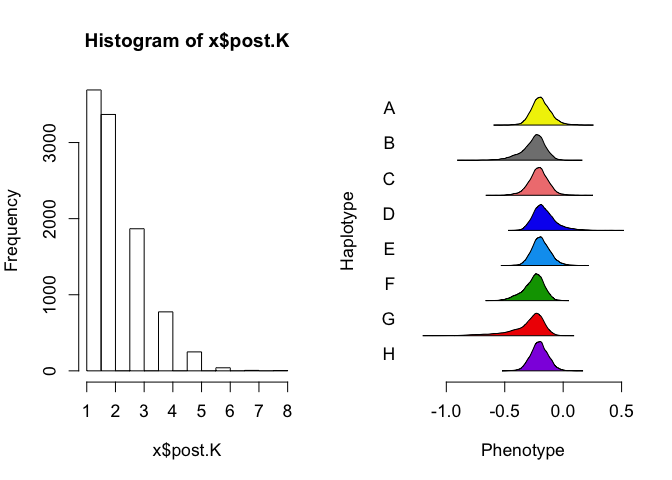 Histogram of x$post.K
Frequency
3000
2000
1000
0
1 2 3 4 5 6 7 8
x$post.K
Haplotype
A
B
C
D
E
F
G
H
-1.0 -0.5 0.0 0.5
Phenotype